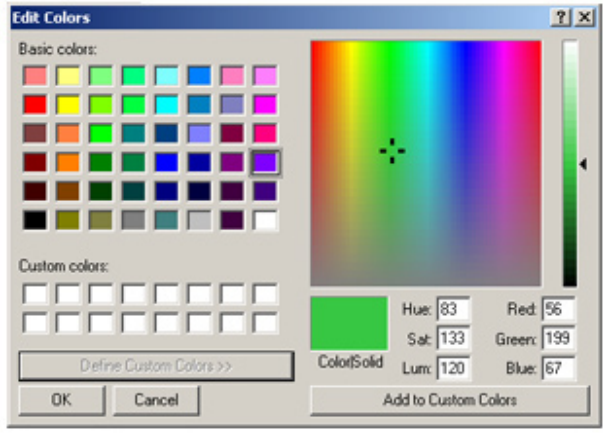 Edit Colors
Basic colors:
Custom colors:
Define Custom Colors >>
OK
Cancel
Color|Solid
Hue: 83
Sat: 133
Lum: 120
Red: 56
Green: 199
Blue: 67
Add to Custom Colors